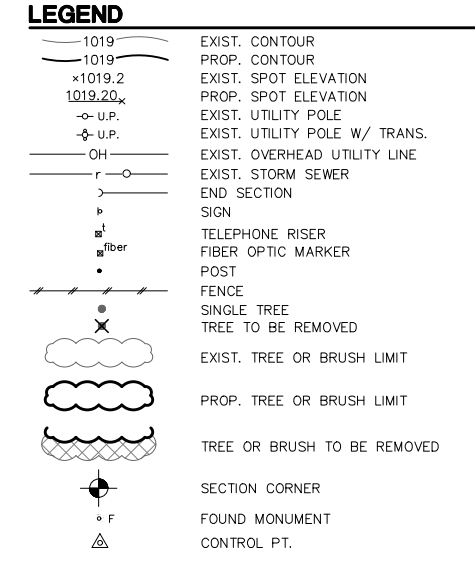 LEGEND
1019 EXIST. CONTOUR
1019 PROP. CONTOUR
×1019.2 EXIST. SPOT ELEVATION
1019.20× PROP. SPOT ELEVATION
U.P. EXIST. UTILITY POLE
U.P. EXIST. UTILITY POLE W/ TRANS.
OH EXIST. OVERHEAD UTILITY LINE
r EXIST. STORM SEWER
END SECTION
SIGN
t TELEPHONE RISER
fiber FIBER OPTIC MARKER
POST
FENCE
SINGLE TREE
TREE TO BE REMOVED
EXIST. TREE OR BRUSH LIMIT
PROP. TREE OR BRUSH LIMIT
TREE OR BRUSH TO BE REMOVED
SECTION CORNER
F FOUND MONUMENT
CONTROL PT.